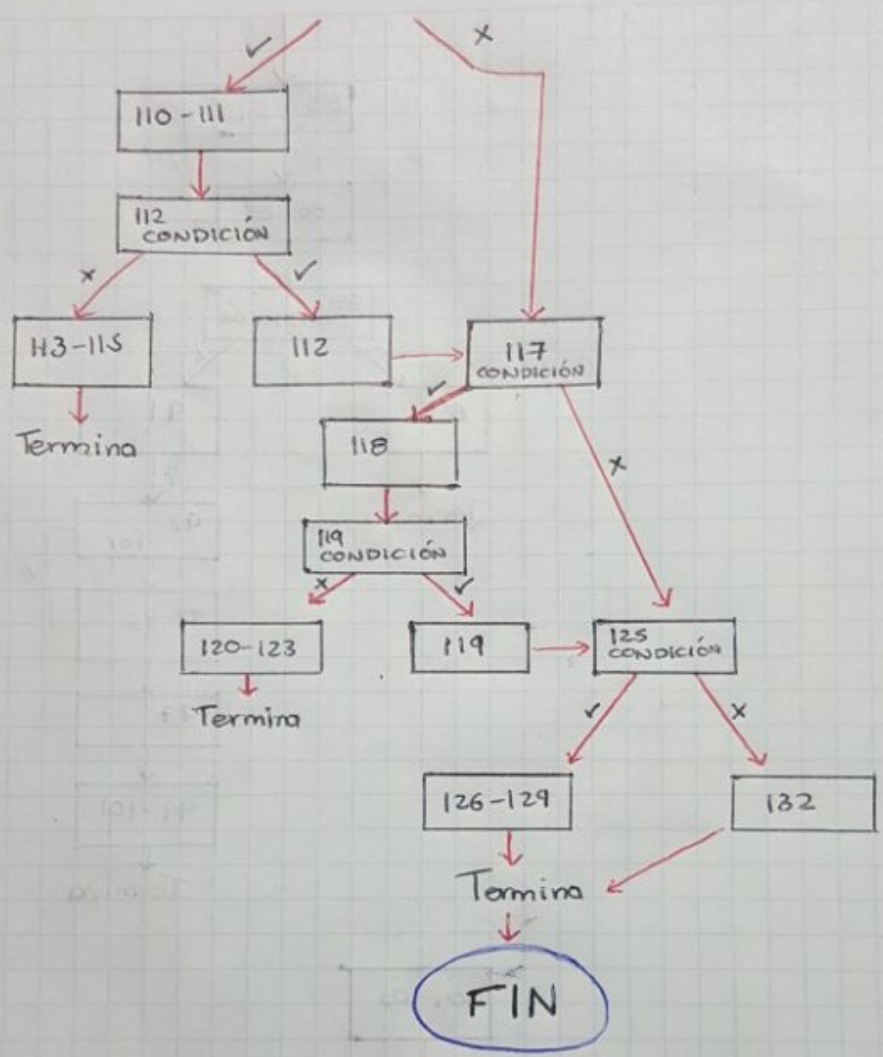 ✓
x
110-111
112
CONDICIÓN
x
✓
113-115
112
117
CONDICIÓN
Termina
✓
118
x
119
CONDICIÓN
x
✓
120-123
119
125
CONDICIÓN
Termina
✓
x
126-129
132
Termina
FIN